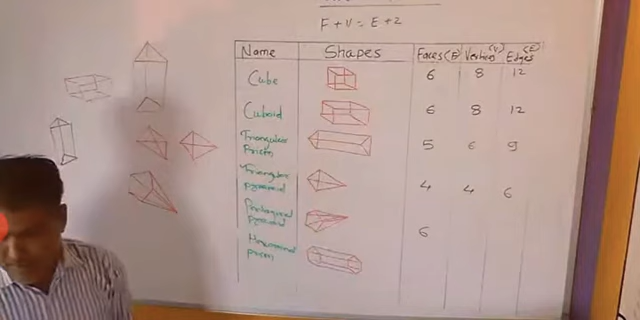 F + V = E + 2
Name Shapes Faces (F) Vertices (V) Edges (E)
Cube 6 8 12
Cuboid 6 8 12
Triangular
Prism 5 6 9
Triangular
pyramid 4 4 6
Pentagonal
pyramid 6
Hexagonal
prism